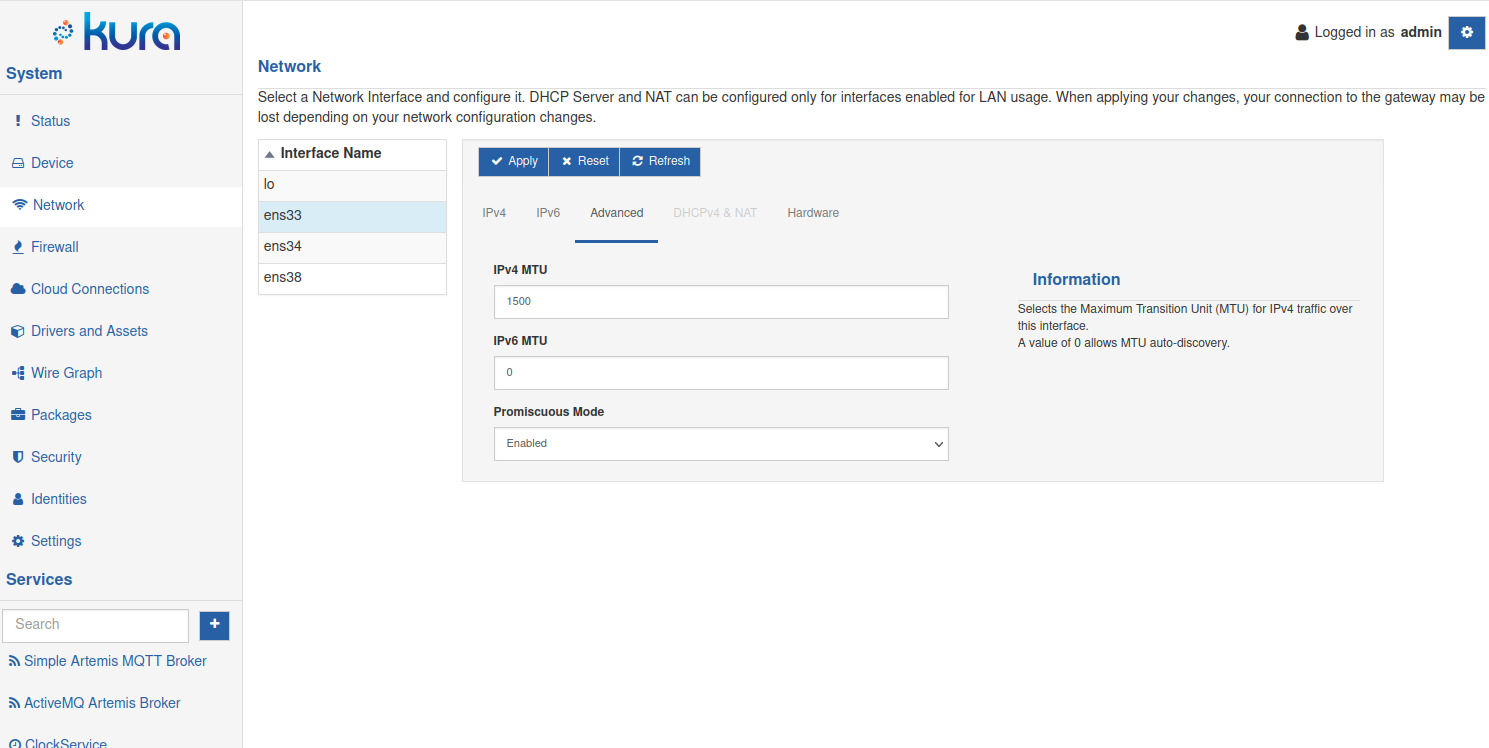 kura
Logged in as admin
System
Status
Device
Network
Firewall
Cloud Connections
Drivers and Assets
Wire Graph
Packages
Security
Identities
Settings
Services
Search
Simple Artemis MQTT Broker
ActiveMQ Artemis Broker
ClockService
Network
Select a Network Interface and configure it. DHCP Server and NAT can be configured only for interfaces enabled for LAN usage. When applying your changes, your connection to the gateway may be
lost depending on your network configuration changes.
Interface Name
lo
ens33
ens34
ens38
Apply Reset Refresh
IPv4 IPv6 Advanced DHCPv4 & NAT Hardware
IPv4 MTU
1500
IPv6 MTU
0
Promiscuous Mode
Enabled
Information
Selects the Maximum Transition Unit (MTU) for IPv4 traffic over
this interface.
A value of 0 allows MTU auto-discovery.